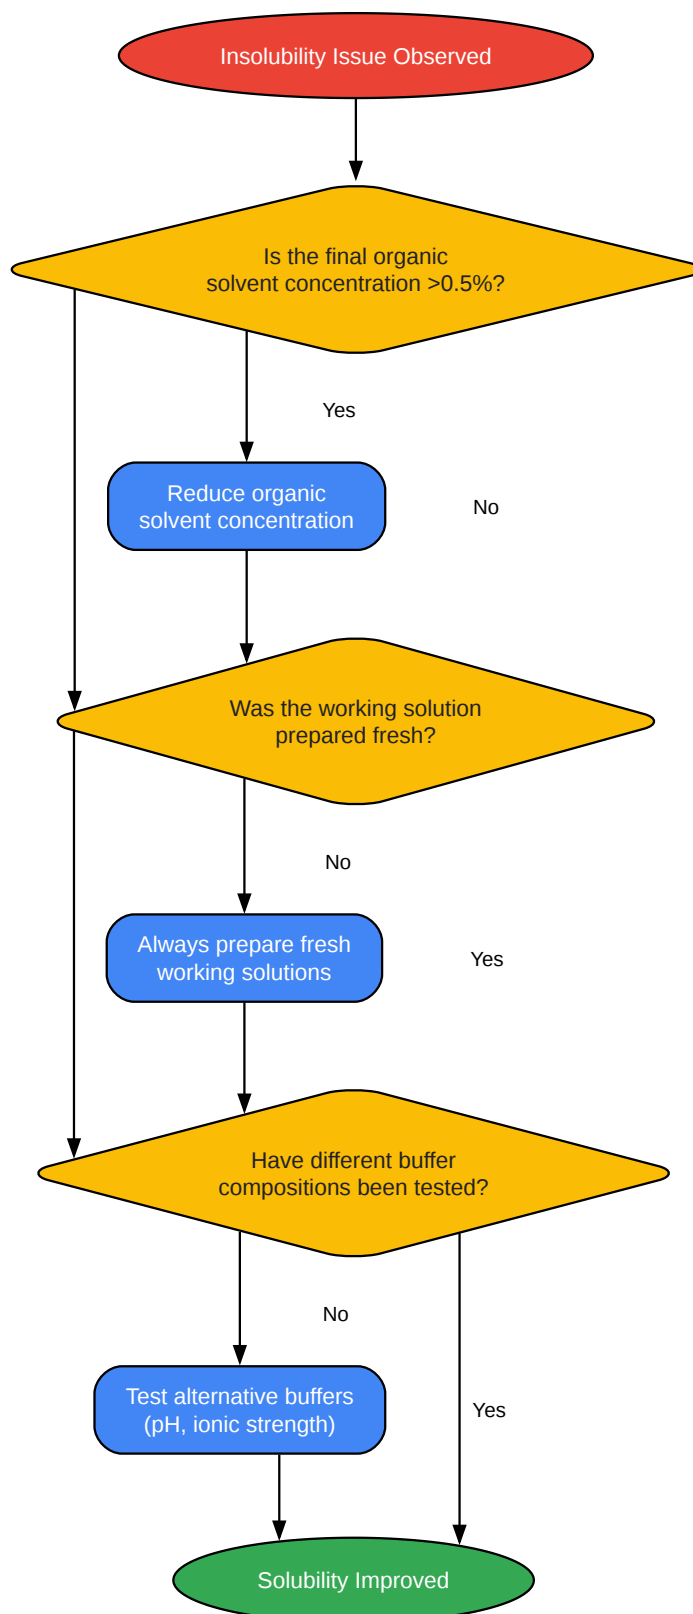 Insolubility Issue Observed
Is the final organic
solvent concentration >0.5%?
Yes
Reduce organic
solvent concentration
No
Was the working solution
prepared fresh?
No
Always prepare fresh
working solutions
Yes
Have different buffer
compositions been tested?
No
Test alternative buffers
(pH, ionic strength)
Yes
Solubility Improved